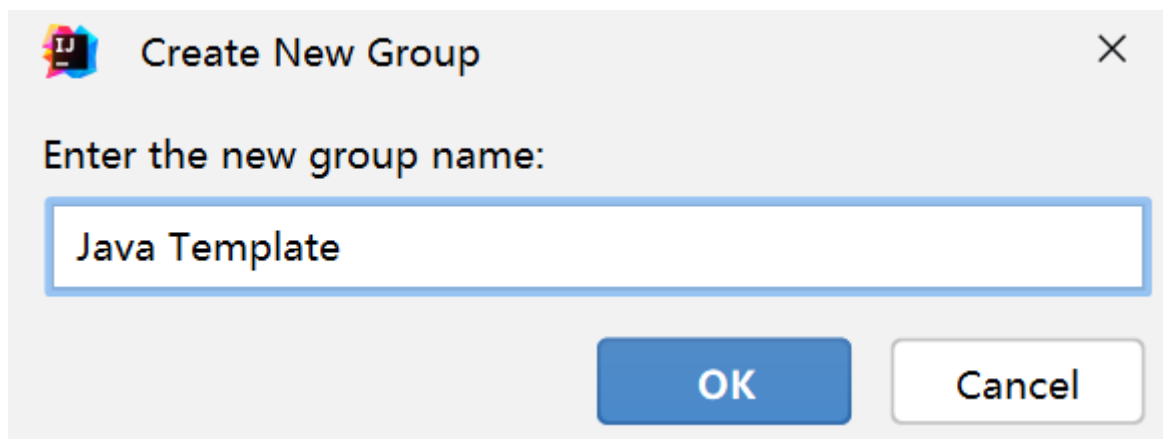 IJ
Create New Group
Enter the new group name:
Java Template
OK
Cancel